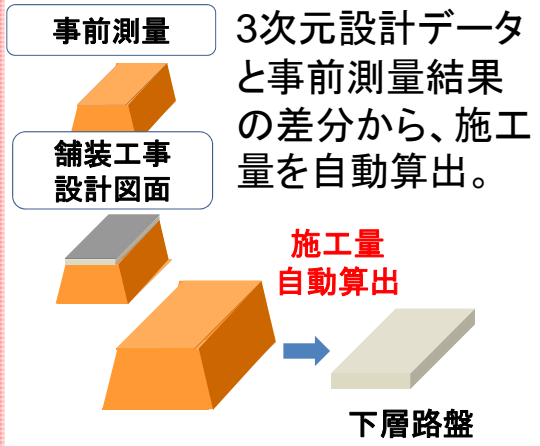 事前測量
3次元設計データ
と事前測量結果
の差分から、施工
量を自動算出。
舗装工事
設計図面
施工量
自動算出
下層路盤